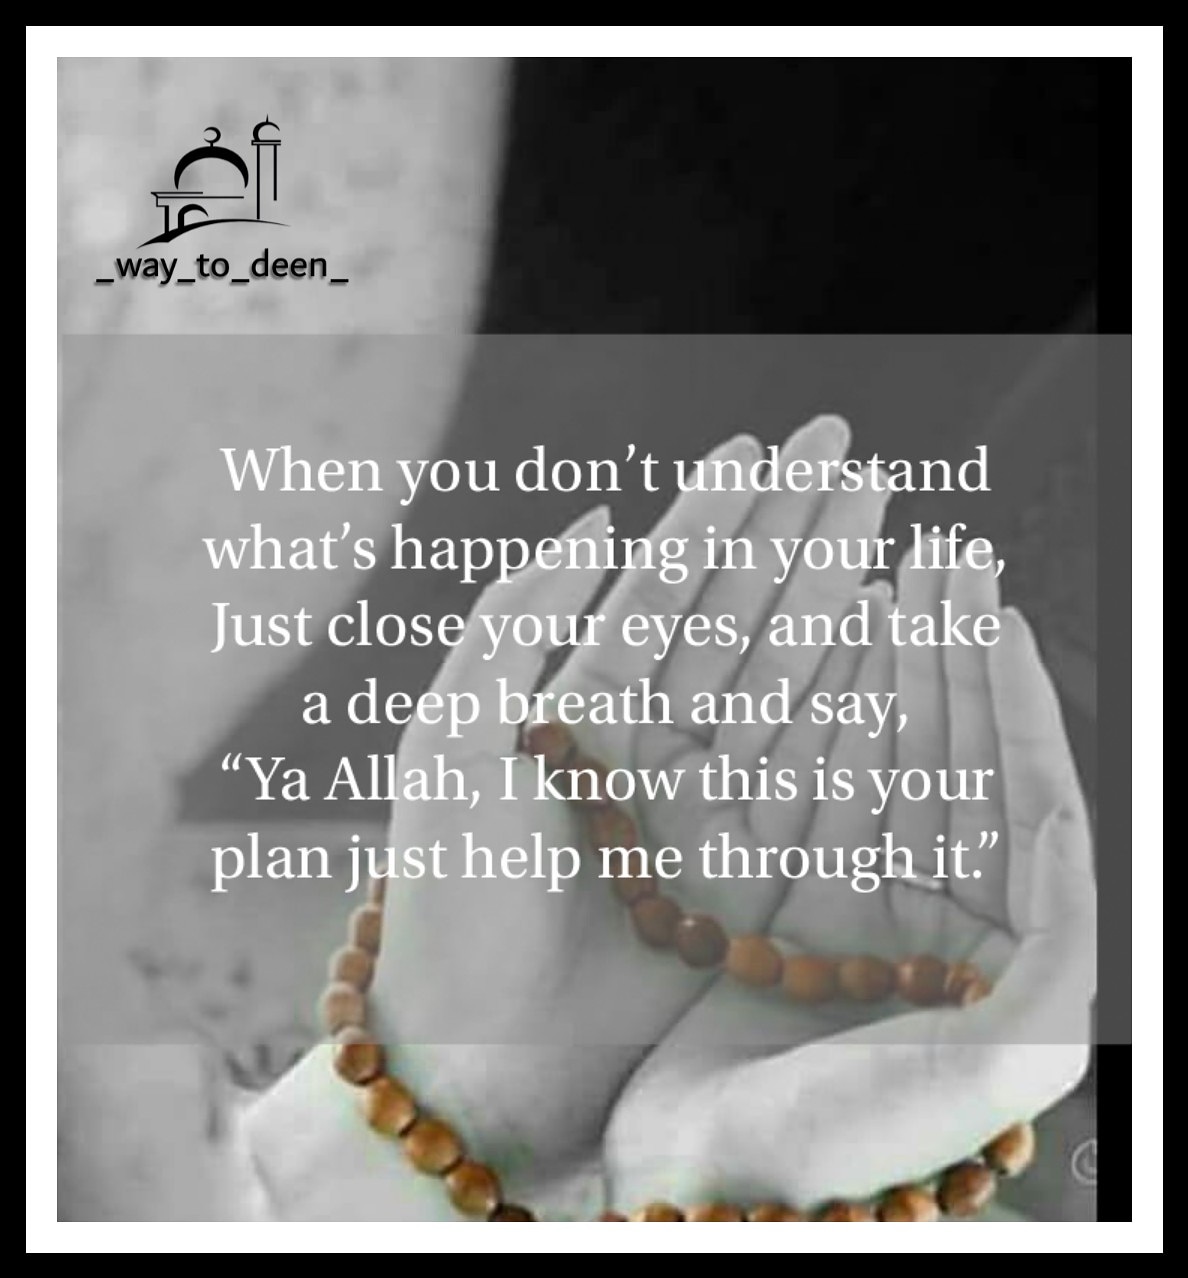 _way_to_deen_
When you don’t understand
what’s happening in your life,
Just close your eyes, and take
a deep breath and say,
“Ya Allah, I know this is your
plan just help me through it.”